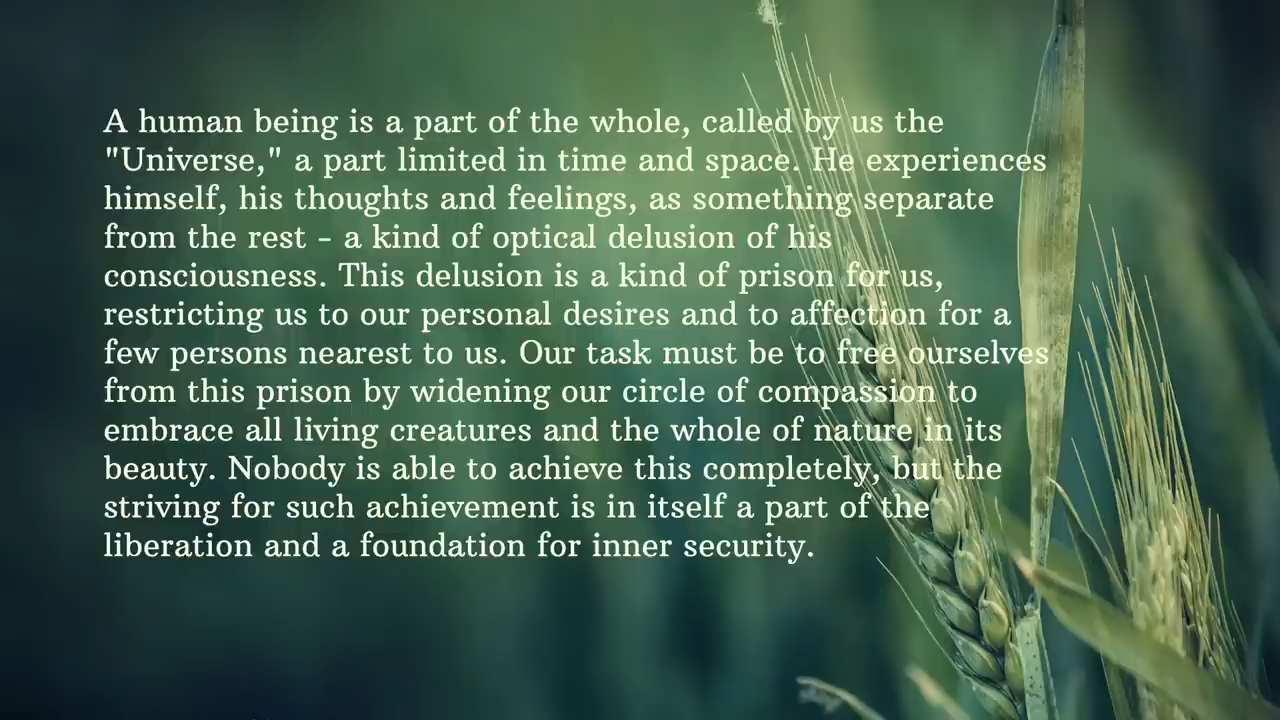 A human being is a part of the whole, called by us the
"Universe," a part limited in time and space. He experiences
himself, his thoughts and feelings, as something separate
from the rest – a kind of optical delusion of his
consciousness. This delusion is a kind of prison for us,
restricting us to our personal desires and to affection for a
few persons nearest to us. Our task must be to free ourselves
from this prison by widening our circle of compassion to
embrace all living creatures and the whole of nature in its
beauty. Nobody is able to achieve this completely, but the
striving for such achievement is in itself a part of the
liberation and a foundation for inner security.